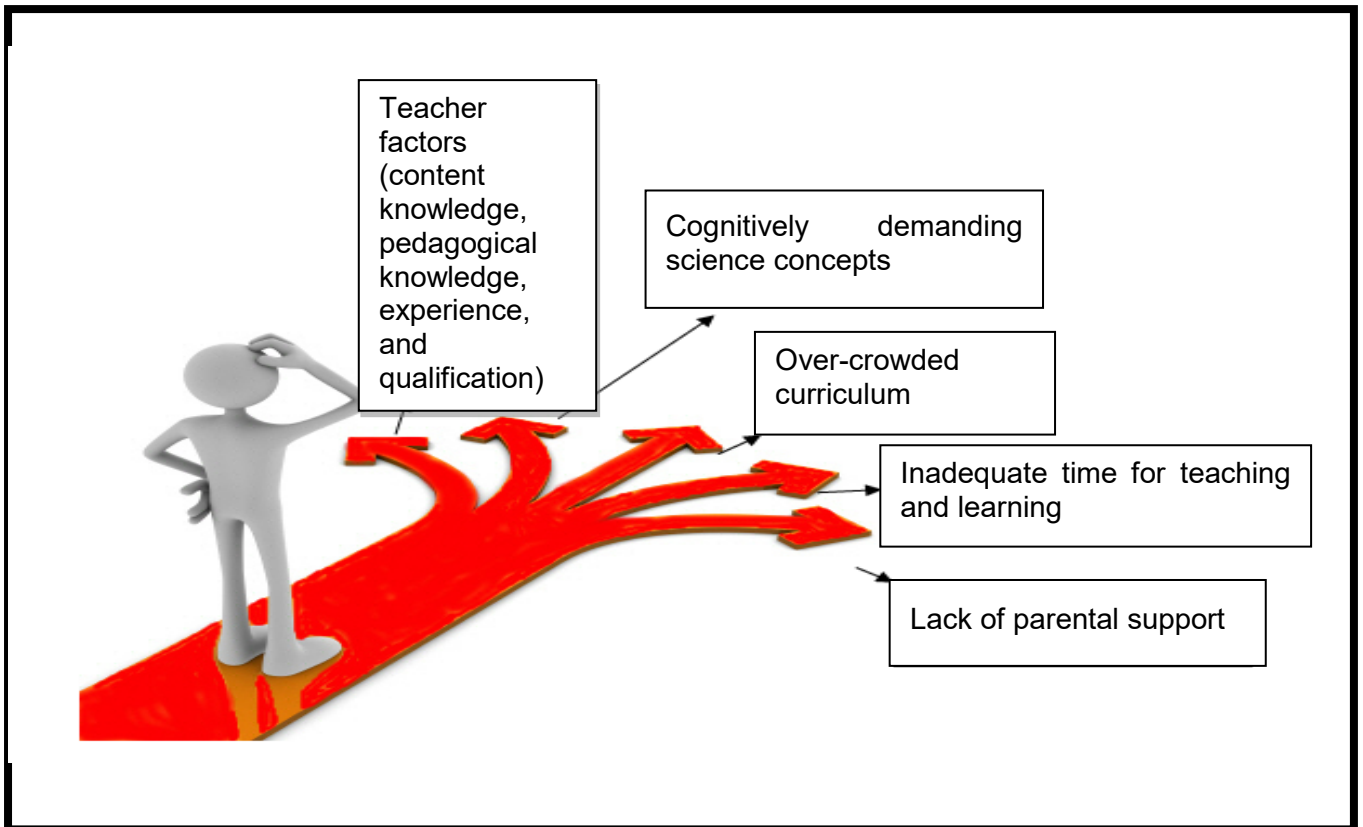 Teacher
factors
(content
knowledge,
pedagogical
knowledge,
experience,
and
qualification)
Cognitively demanding
science concepts
Over-crowded
curriculum
Inadequate time for teaching
and learning
Lack of parental support